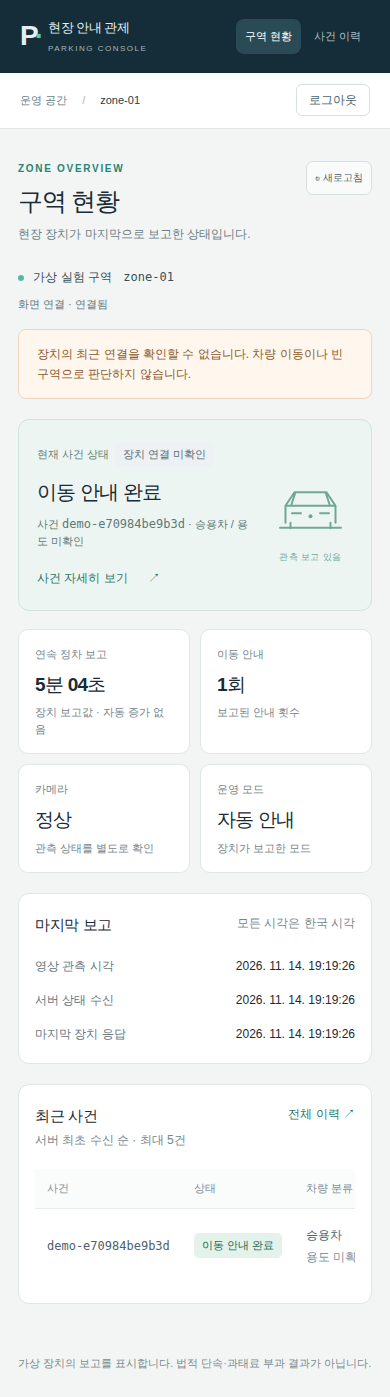 P 현장 안내 관제
PARKING CONSOLE
구역 현황
사건 이력
운영 공간 / zone-01
로그아웃
ZONE OVERVIEW
구역 현황
현장 장치가 마지막으로 보고한 상태입니다.
새로고침
가상 실험 구역 zone-01
화면 연결 · 연결됨
장치의 최근 연결을 확인할 수 없습니다. 차량 이동이나 빈
구역으로 판단하지 않습니다.
현재 사건 상태 장치 연결 미확인
이동 안내 완료
사건 demo-e70984be9b3d · 승용차 / 용
도 미확인
사건 자세히 보기 ↗
관측 보고 있음
연속 정차 보고
5분 04초
장치 보고값 · 자동 증가 없
음
이동 안내
1회
보고된 안내 횟수
카메라
정상
관측 상태를 별도로 확인
운영 모드
자동 안내
장치가 보고한 모드
마지막 보고 모든 시각은 한국 시각
영상 관측 시각 2026. 11. 14. 19:19:26
서버 상태 수신 2026. 11. 14. 19:19:26
마지막 장치 응답 2026. 11. 14. 19:19:26
최근 사건 전체 이력 ↗
서버 최초 수신 순 · 최대 5건
사건 상태 차량 분류
demo-e70984be9b3d 이동 안내 완료 승용차
용도 미확
가상 장치의 보고를 표시합니다. 법적 단속·과태료 부과 결과가 아닙니다.